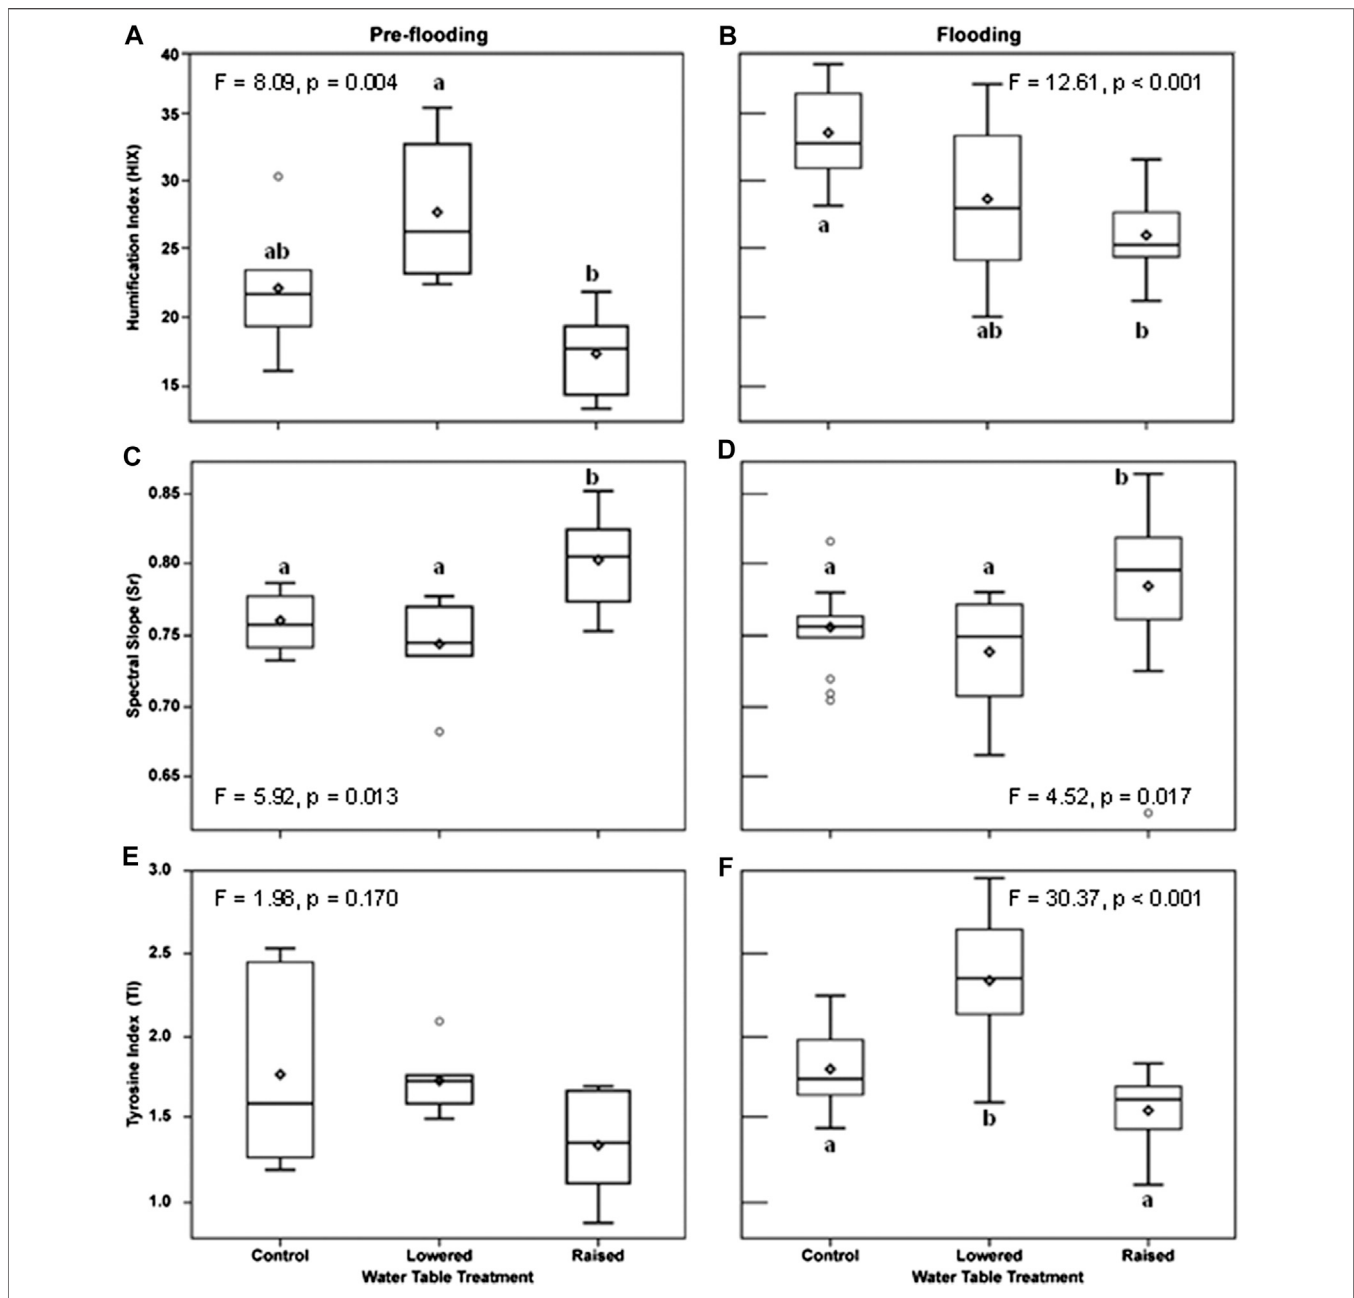 A Pre-flooding B Flooding
40
F = 8.09, p = 0.004 a F = 12.61, p < 0.001
35
30
ab b a
25
20
ab b
15
Humification Index (HIX)
C D
b b
0.85
0.80
a a a a
0.75
0.70
0.65
F = 5.92, p = 0.013 F = 4.52, p = 0.017
Spectral Slope (Sr)
E F
3.0
F = 1.98, p = 0.170 F = 30.37, p < 0.001
2.5
2.0
1.5
a b
1.0 a
Tyrosine Index (TI)
Control Lowered Raised Control Lowered Raised
Water Table Treatment Water Table Treatment